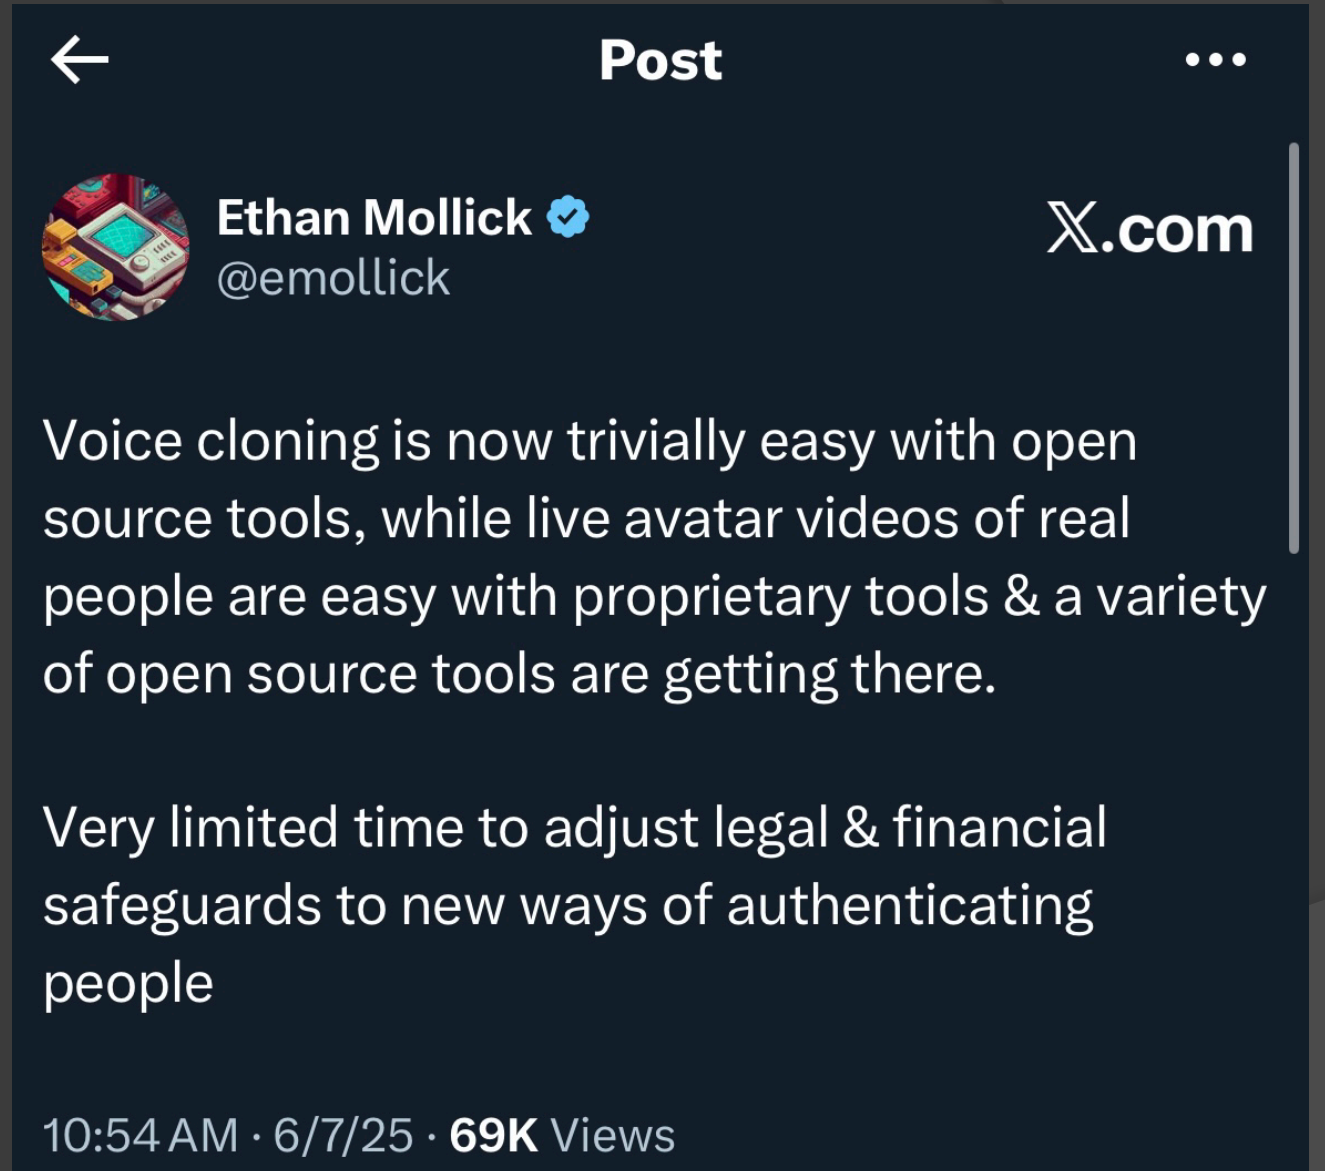 Post
Ethan Mollick
X.com
@emollick
Voice cloning is now trivially easy with open
source tools, while live avatar videos of real
people are easy with proprietary tools & a variety
of open source tools are getting there.
Very limited time to adjust legal & financial
safeguards to new ways of authenticating
people
10:54 AM · 6/7/25 · 69K Views